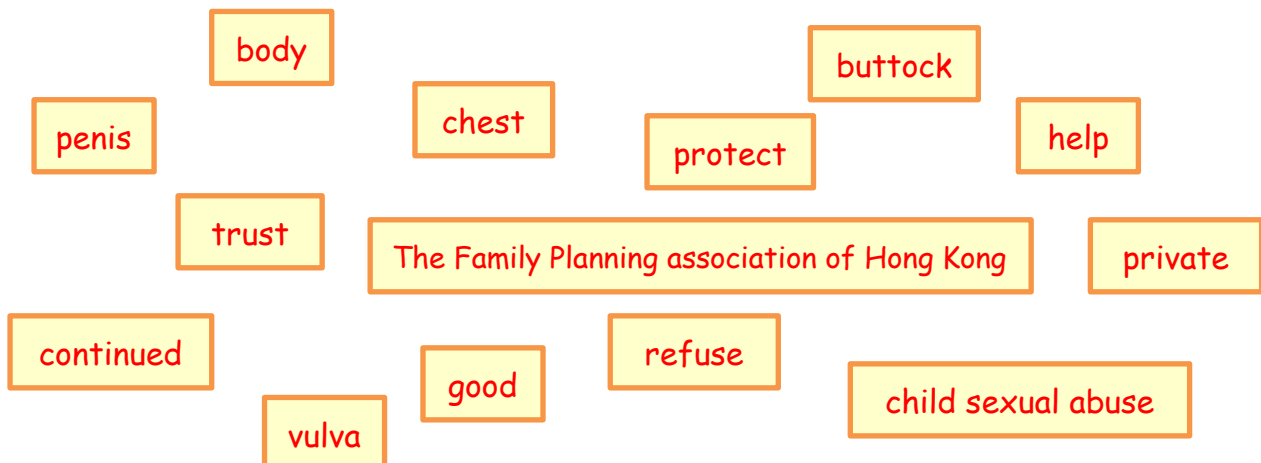 body
buttock
chest
penis
help
protect
trust
The Family Planning association of Hong Kong
private
continued
refuse
good
child sexual abuse
vulva